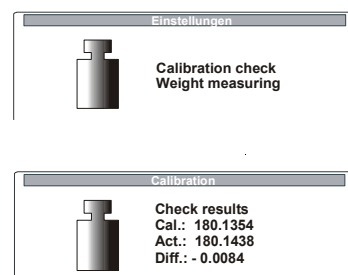 Einstellungen
Calibration check
Weight measuring
Calibration
Check results
Cal.: 180.1354
Act.: 180.1438
Diff.: - 0.0084